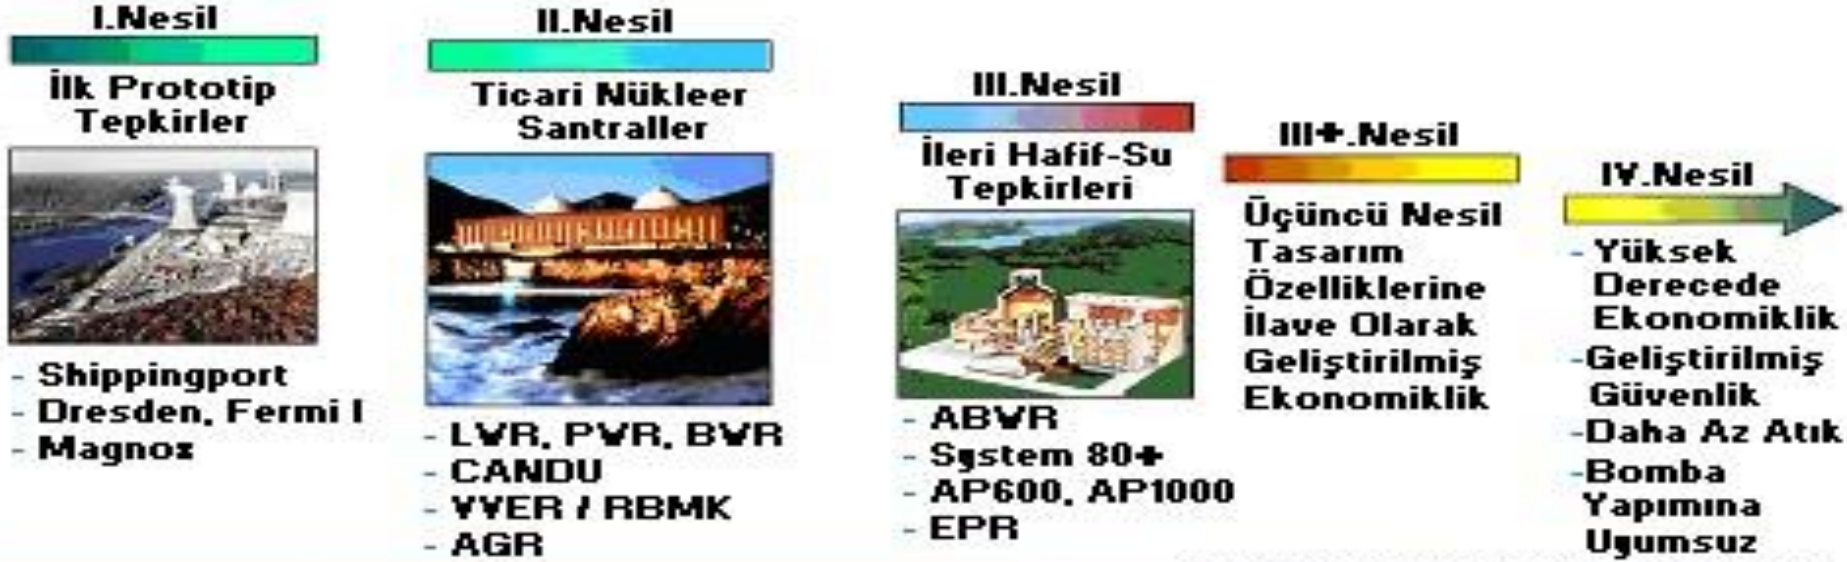 I.Nesil
İlk Prototip
Tepkirler
- Shippingport
- Dresden, Fermi I
- Magnox
II.Nesil
Ticari Nükleer
Santraller
- LWR, PWR, BWR
- CANDU
- VVER / RBMK
- AGR
III.Nesil
İleri Hafif-Su
Tepkirleri
- ABWR
- System 80+
- AP600, AP1000
- EPR
III+.Nesil
Üçüncü Nesil
Tasarım
Özelliklerine
İlave Olarak
Geliştirilmiş
Ekonomiklik
IV.Nesil
- Yüksek
Derecede
Ekonomiklik
-Geliştirilmiş
Güvenlik
-Daha Az Atık
-Bomba
Yapımına
Uyumsuz